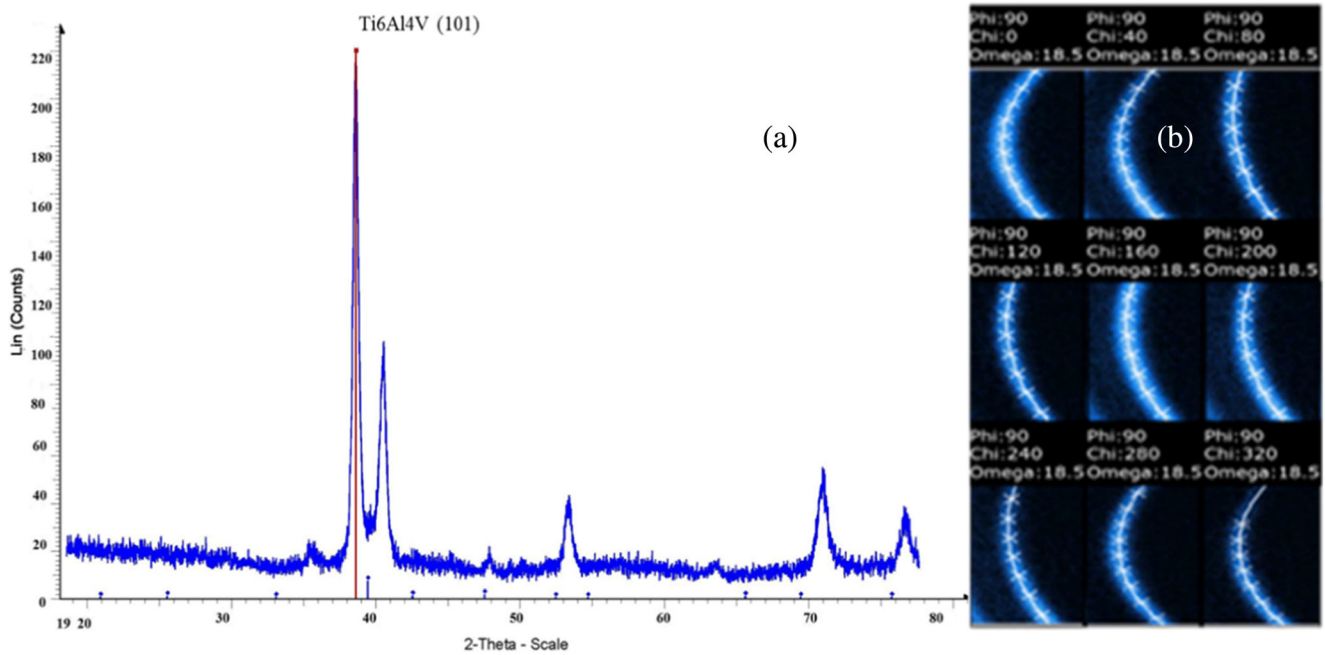 Ti6Al4V (101)
220
200
180
160
140
120
100
80
60
40
20
0
Lin (Counts)
19 20 30 40 50 60 70 80
2-Theta - Scale
(a)
Phi:90 Phi:90 Phi:90
Chi:0 Chi:40 Chi:80
Omega:18.5 Omega:18.5 Omega:18.5
(b)
Phi:90 Phi:90 Phi:90
Chi:120 Chi:160 Chi:200
Omega:18.5 Omega:18.5 Omega:18.5
Phi:90 Phi:90 Phi:90
Chi:240 Chi:280 Chi:320
Omega:18.5 Omega:18.5 Omega:18.5